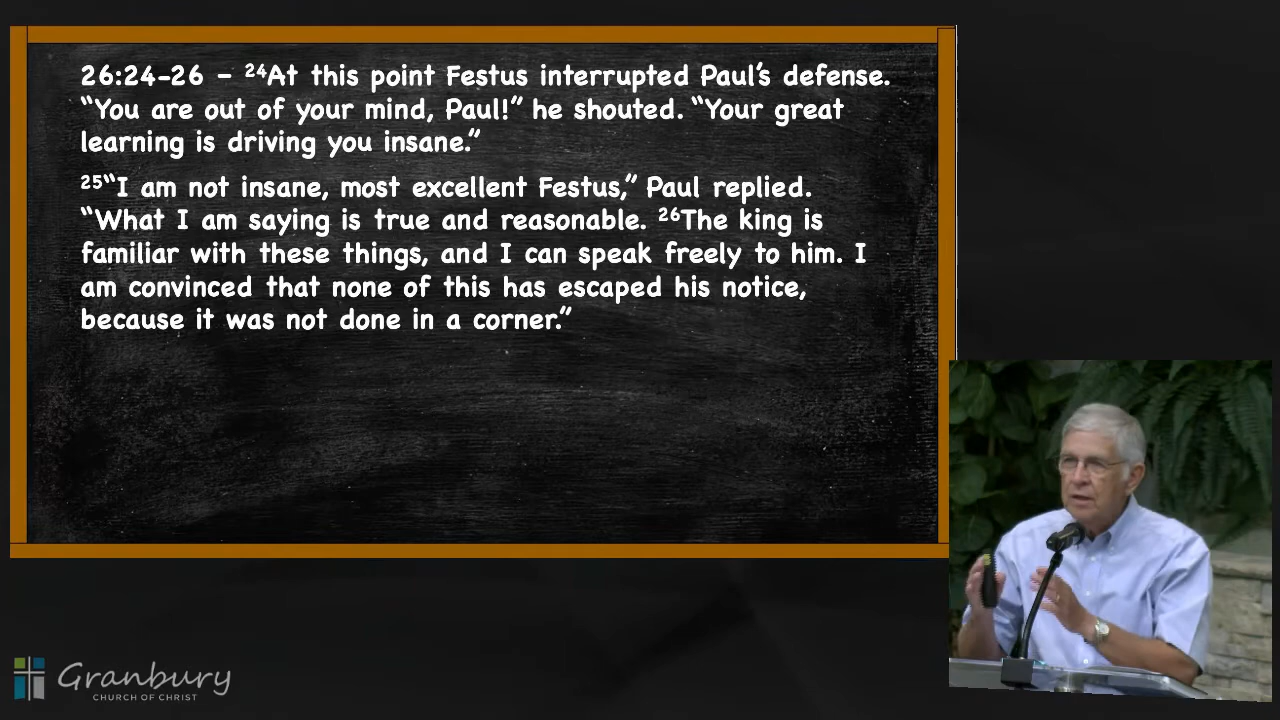 26:24-26 – ²⁴At this point Festus interrupted Paul’s defense.
“You are out of your mind, Paul!” he shouted. “Your great
learning is driving you insane.”
²⁵“I am not insane, most excellent Festus,” Paul replied.
“What I am saying is true and reasonable. ²⁶The king is
familiar with these things, and I can speak freely to him. I
am convinced that none of this has escaped his notice,
because it was not done in a corner.”
Granbury
CHURCH OF CHRIST